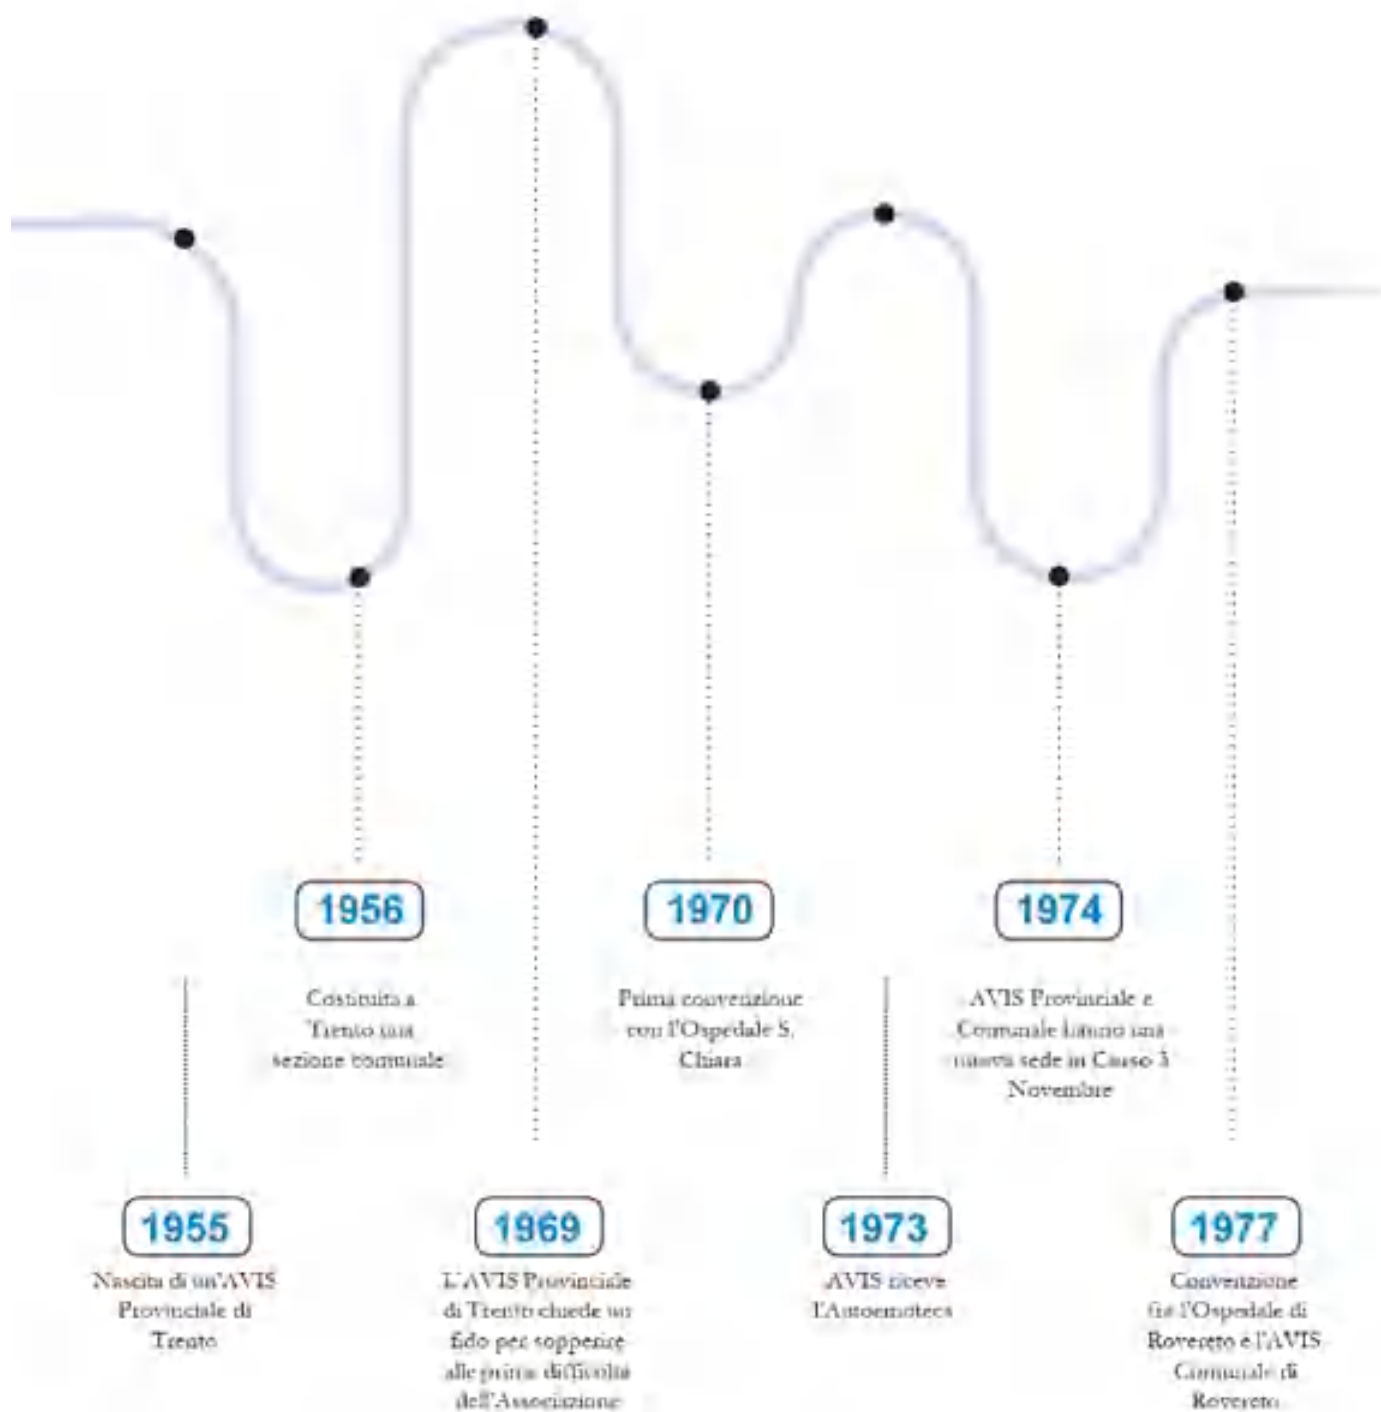 1956
Costituita a
Trento una
sezione comunale
1970
Prima convenzione
con l'Ospedale S.
Chiara
1974
AVIS Provinciale e
Comunale hanno una
nuova sede in Corso 3
Novembre
1955
Nascita di un'AVIS
Provinciale di
Trento
1969
L'AVIS Provinciale
di Trento chiede un
fido per sopperire
alle prime difficoltà
dell'Associazione
1973
AVIS riceve
l'Autoemoteca
1977
Convenzione
fra l'Ospedale di
Rovereto e l'AVIS
Comunale di
Rovereto